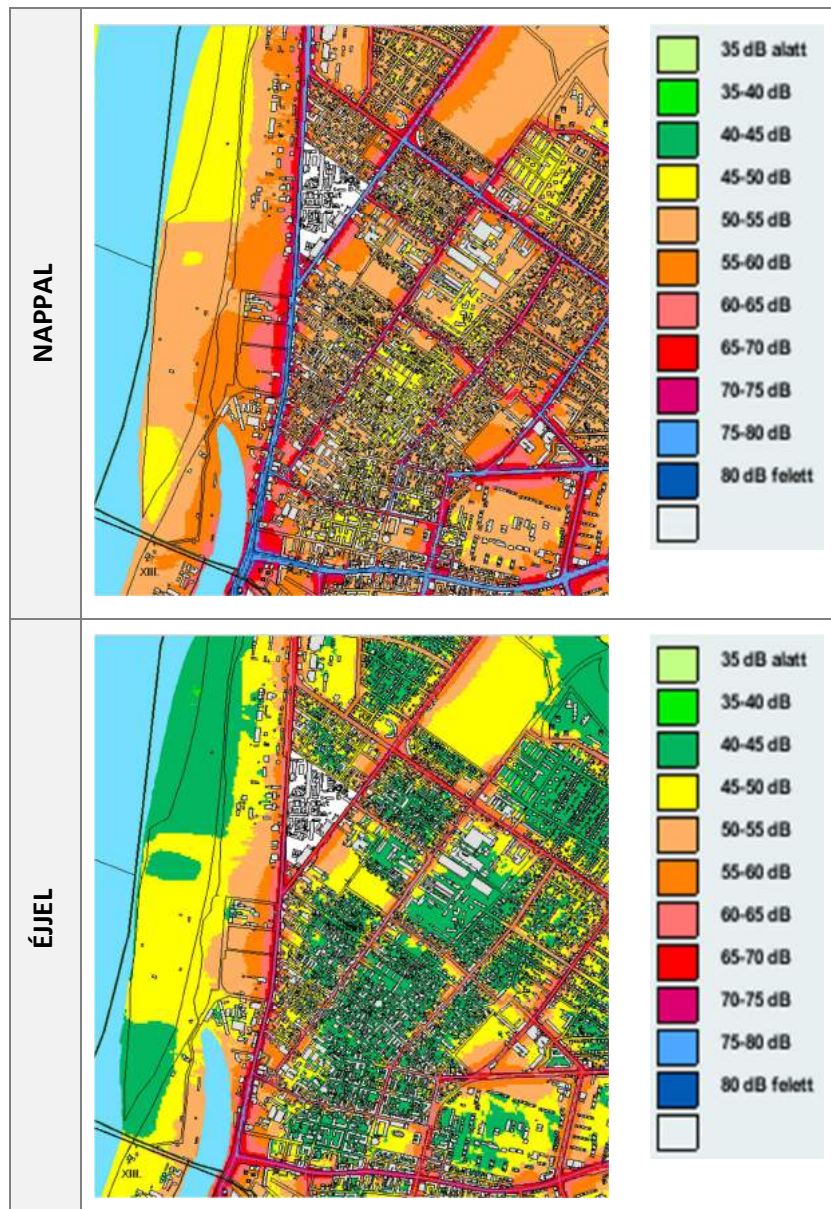 NAPPAL
35 dB alatt
35-40 dB
40-45 dB
45-50 dB
50-55 dB
55-60 dB
60-65 dB
65-70 dB
70-75 dB
75-80 dB
80 dB felett
XIII.
ÉJJEL
35 dB alatt
35-40 dB
40-45 dB
45-50 dB
50-55 dB
55-60 dB
60-65 dB
65-70 dB
70-75 dB
75-80 dB
80 dB felett
XIII.